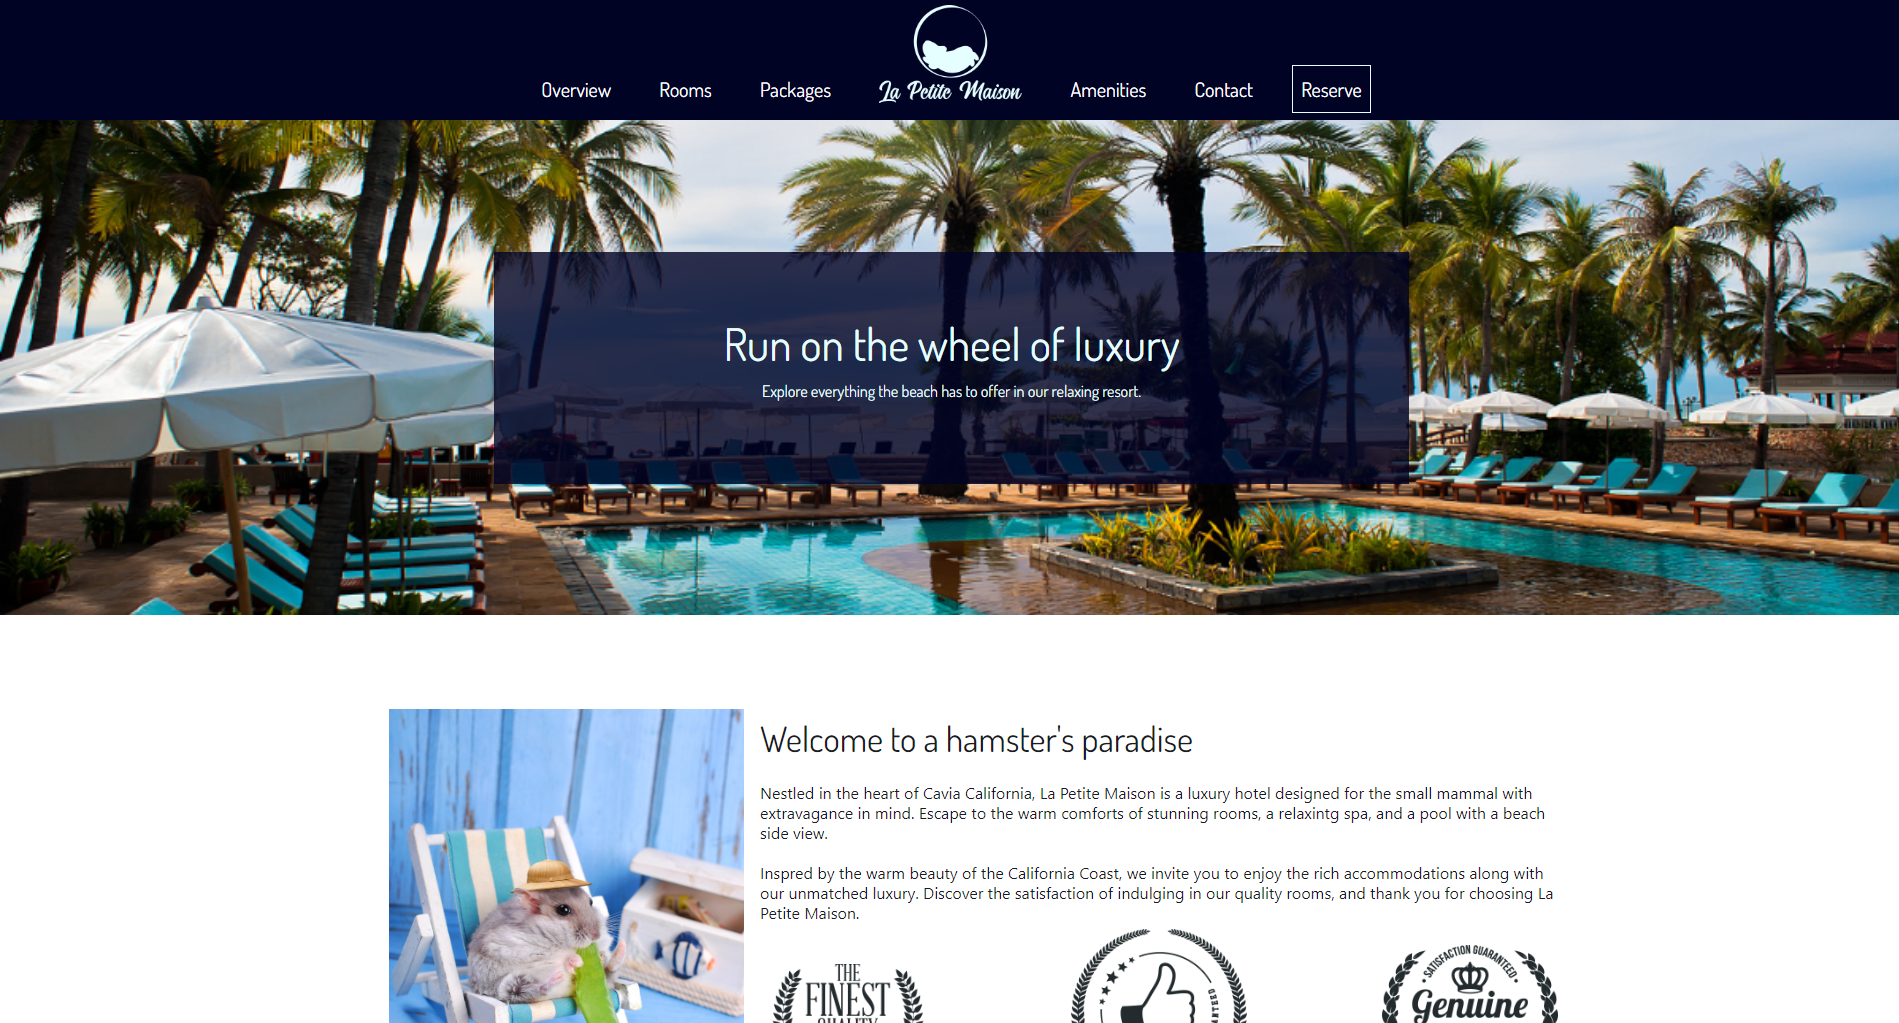 Overview
Rooms
Packages
La Petite Maison
Amenities
Contact
Reserve
Run on the wheel of luxury
Explore everything the beach has to offer in our relaxing resort.
Welcome to a hamster's paradise
Nestled in the heart of Cavia California, La Petite Maison is a luxury hotel designed for the small mammal with
extravagance in mind. Escape to the warm comforts of stunning rooms, a relaxintg spa, and a pool with a beach
side view.
Inspred by the warm beauty of the California Coast, we invite you to enjoy the rich accommodations along with
our unmatched luxury. Discover the satisfaction of indulging in our quality rooms, and thank you for choosing La
Petite Maison.
THE
FINEST
QUALITY
SATISFACTION GUARANTEED
Genuine